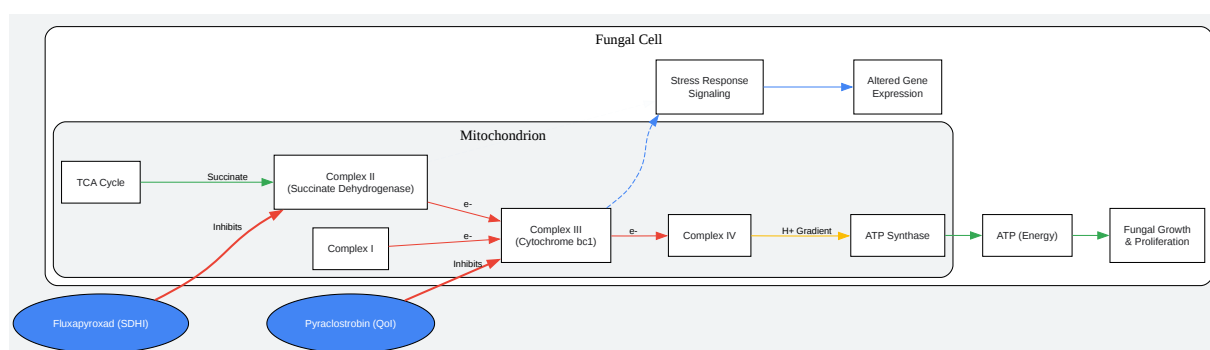 Fungal Cell
Stress Response
Signaling
Altered Gene
Expression
Mitochondrion
TCA Cycle
Succinate
Complex II
(Succinate Dehydrogenase)
e-
Inhibits
Complex I
e-
Complex III
(Cytochrome bc1)
e-
Complex IV
H+ Gradient
ATP Synthase
ATP (Energy)
Fungal Growth
& Proliferation
Inhibits
Fluxapyroxad (SDHI)
Pyraclostrobin (QoI)